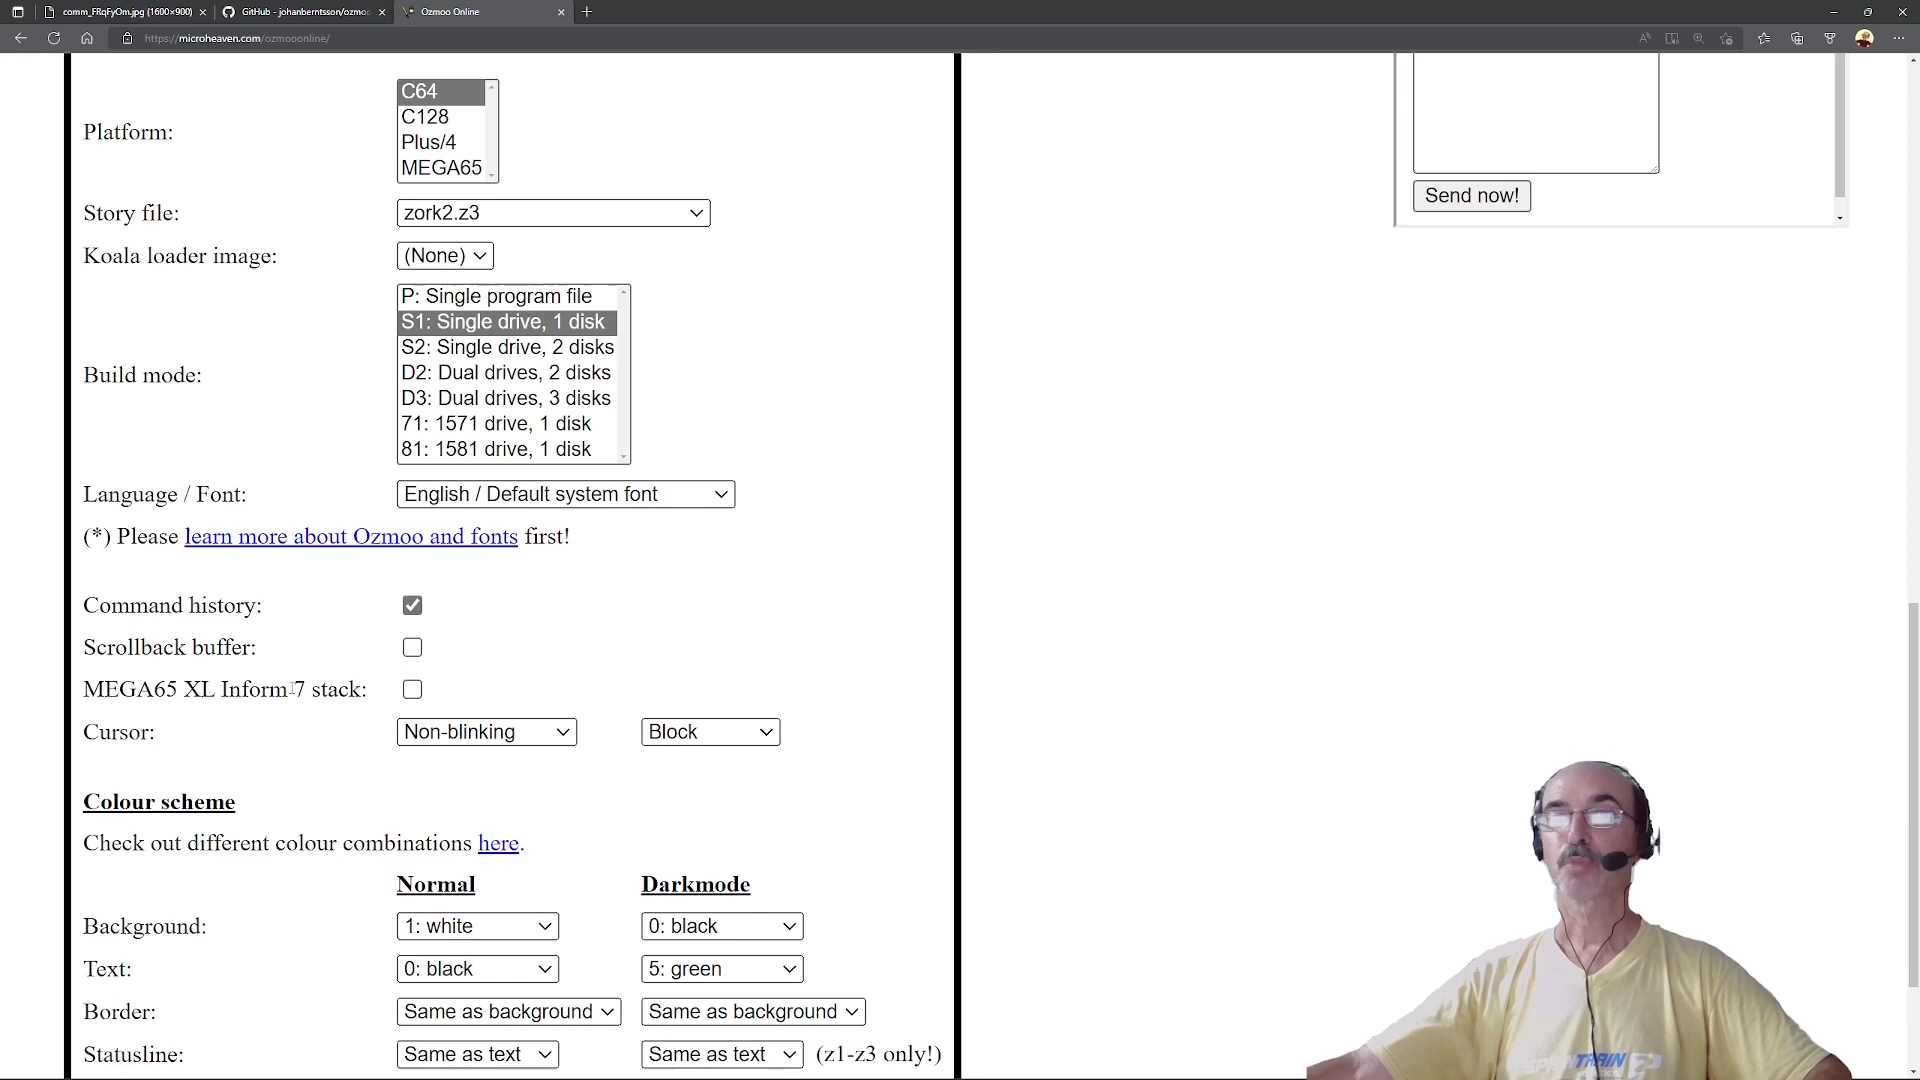 comm_FRqFyOm.jpg (1600×900)
GitHub - johanberntsson/ozmoo
Ozmoo Online
https://microheaven.com/ozmooonline/
Platform:
C64
C128
Plus/4
MEGA65
Send now!
Story file:
zork2.z3
Koala loader image:
(None)
Build mode:
P: Single program file
S1: Single drive, 1 disk
S2: Single drive, 2 disks
D2: Dual drives, 2 disks
D3: Dual drives, 3 disks
71: 1571 drive, 1 disk
81: 1581 drive, 1 disk
Language / Font:
English / Default system font
(*) Please learn more about Ozmoo and fonts first!
Command history:
Scrollback buffer:
MEGA65 XL Inform 7 stack:
Cursor:
Non-blinking
Block
Colour scheme
Check out different colour combinations here.
Normal
Darkmode
Background:
1: white
0: black
Text:
0: black
5: green
Border:
Same as background
Same as background
Statusline:
Same as text
Same as text
(z1-z3 only!)